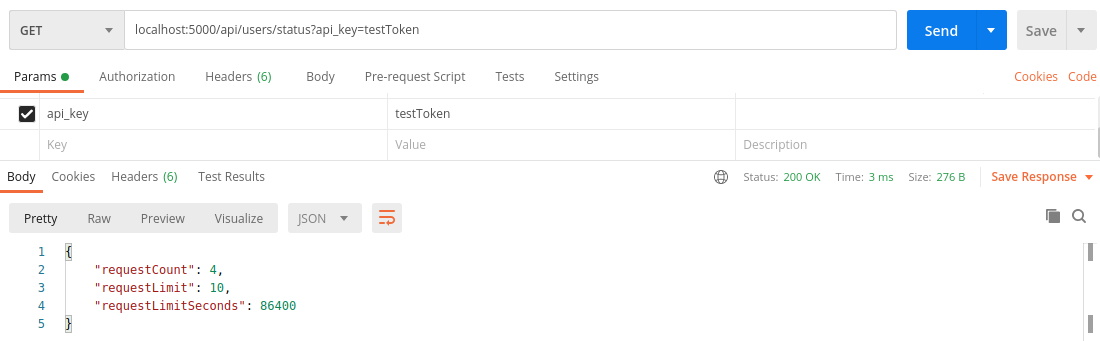 GET localhost:5000/api/users/status?api_key=testToken Send Save
Params Authorization Headers (6) Body Pre-request Script Tests Settings Cookies Code
api_key testToken
Key Value Description
Body Cookies Headers (6) Test Results Status: 200 OK Time: 3 ms Size: 276 B Save Response
Pretty Raw Preview Visualize JSON
1 {
2 "requestCount": 4,
3 "requestLimit": 10,
4 "requestLimitSeconds": 86400
5 }